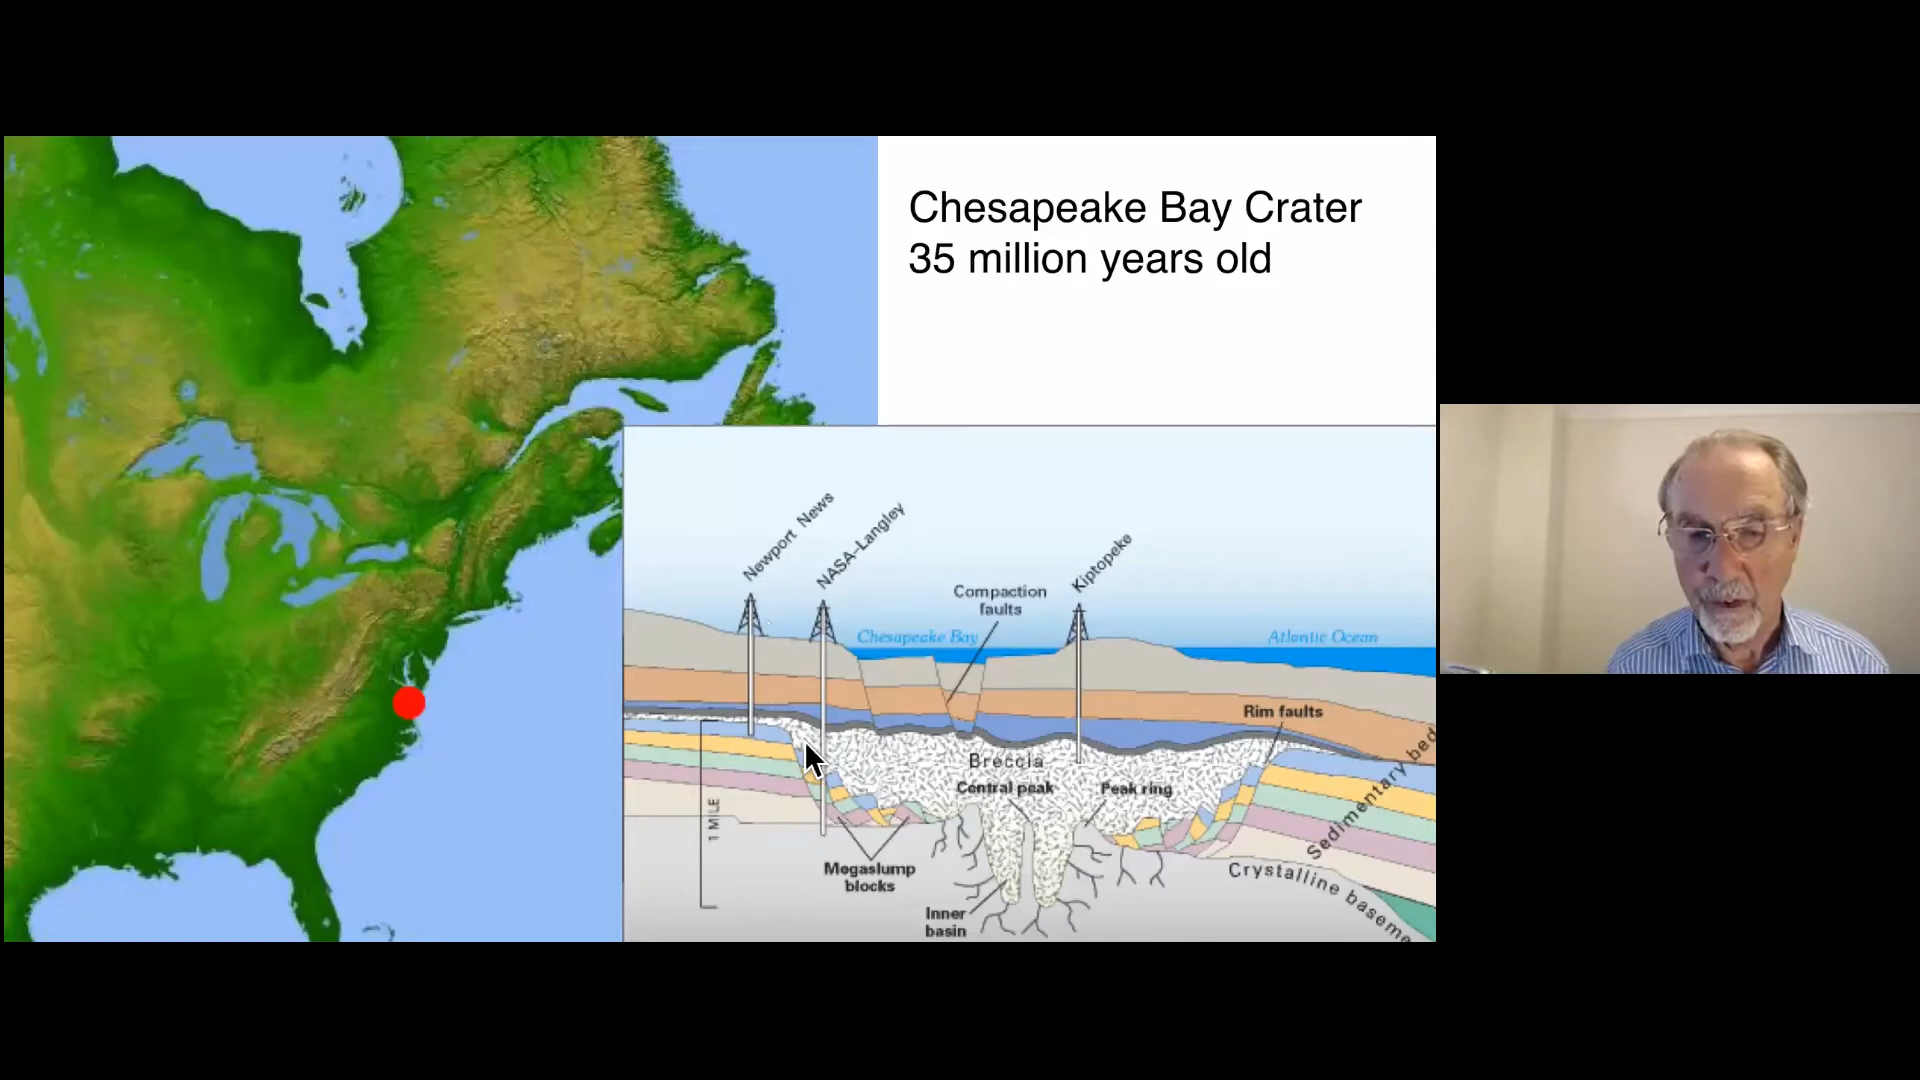 Chesapeake Bay Crater
35 million years old
Newport News
NASA-Langley
Kiptopeke
Compaction
faults
Chesapeake Bay
Atlantic Ocean
Rim faults
Breccia
Central peak
Peak ring
1 MILE
Megaslump
blocks
Inner
basin
Sedimentary bed
Crystalline baseme